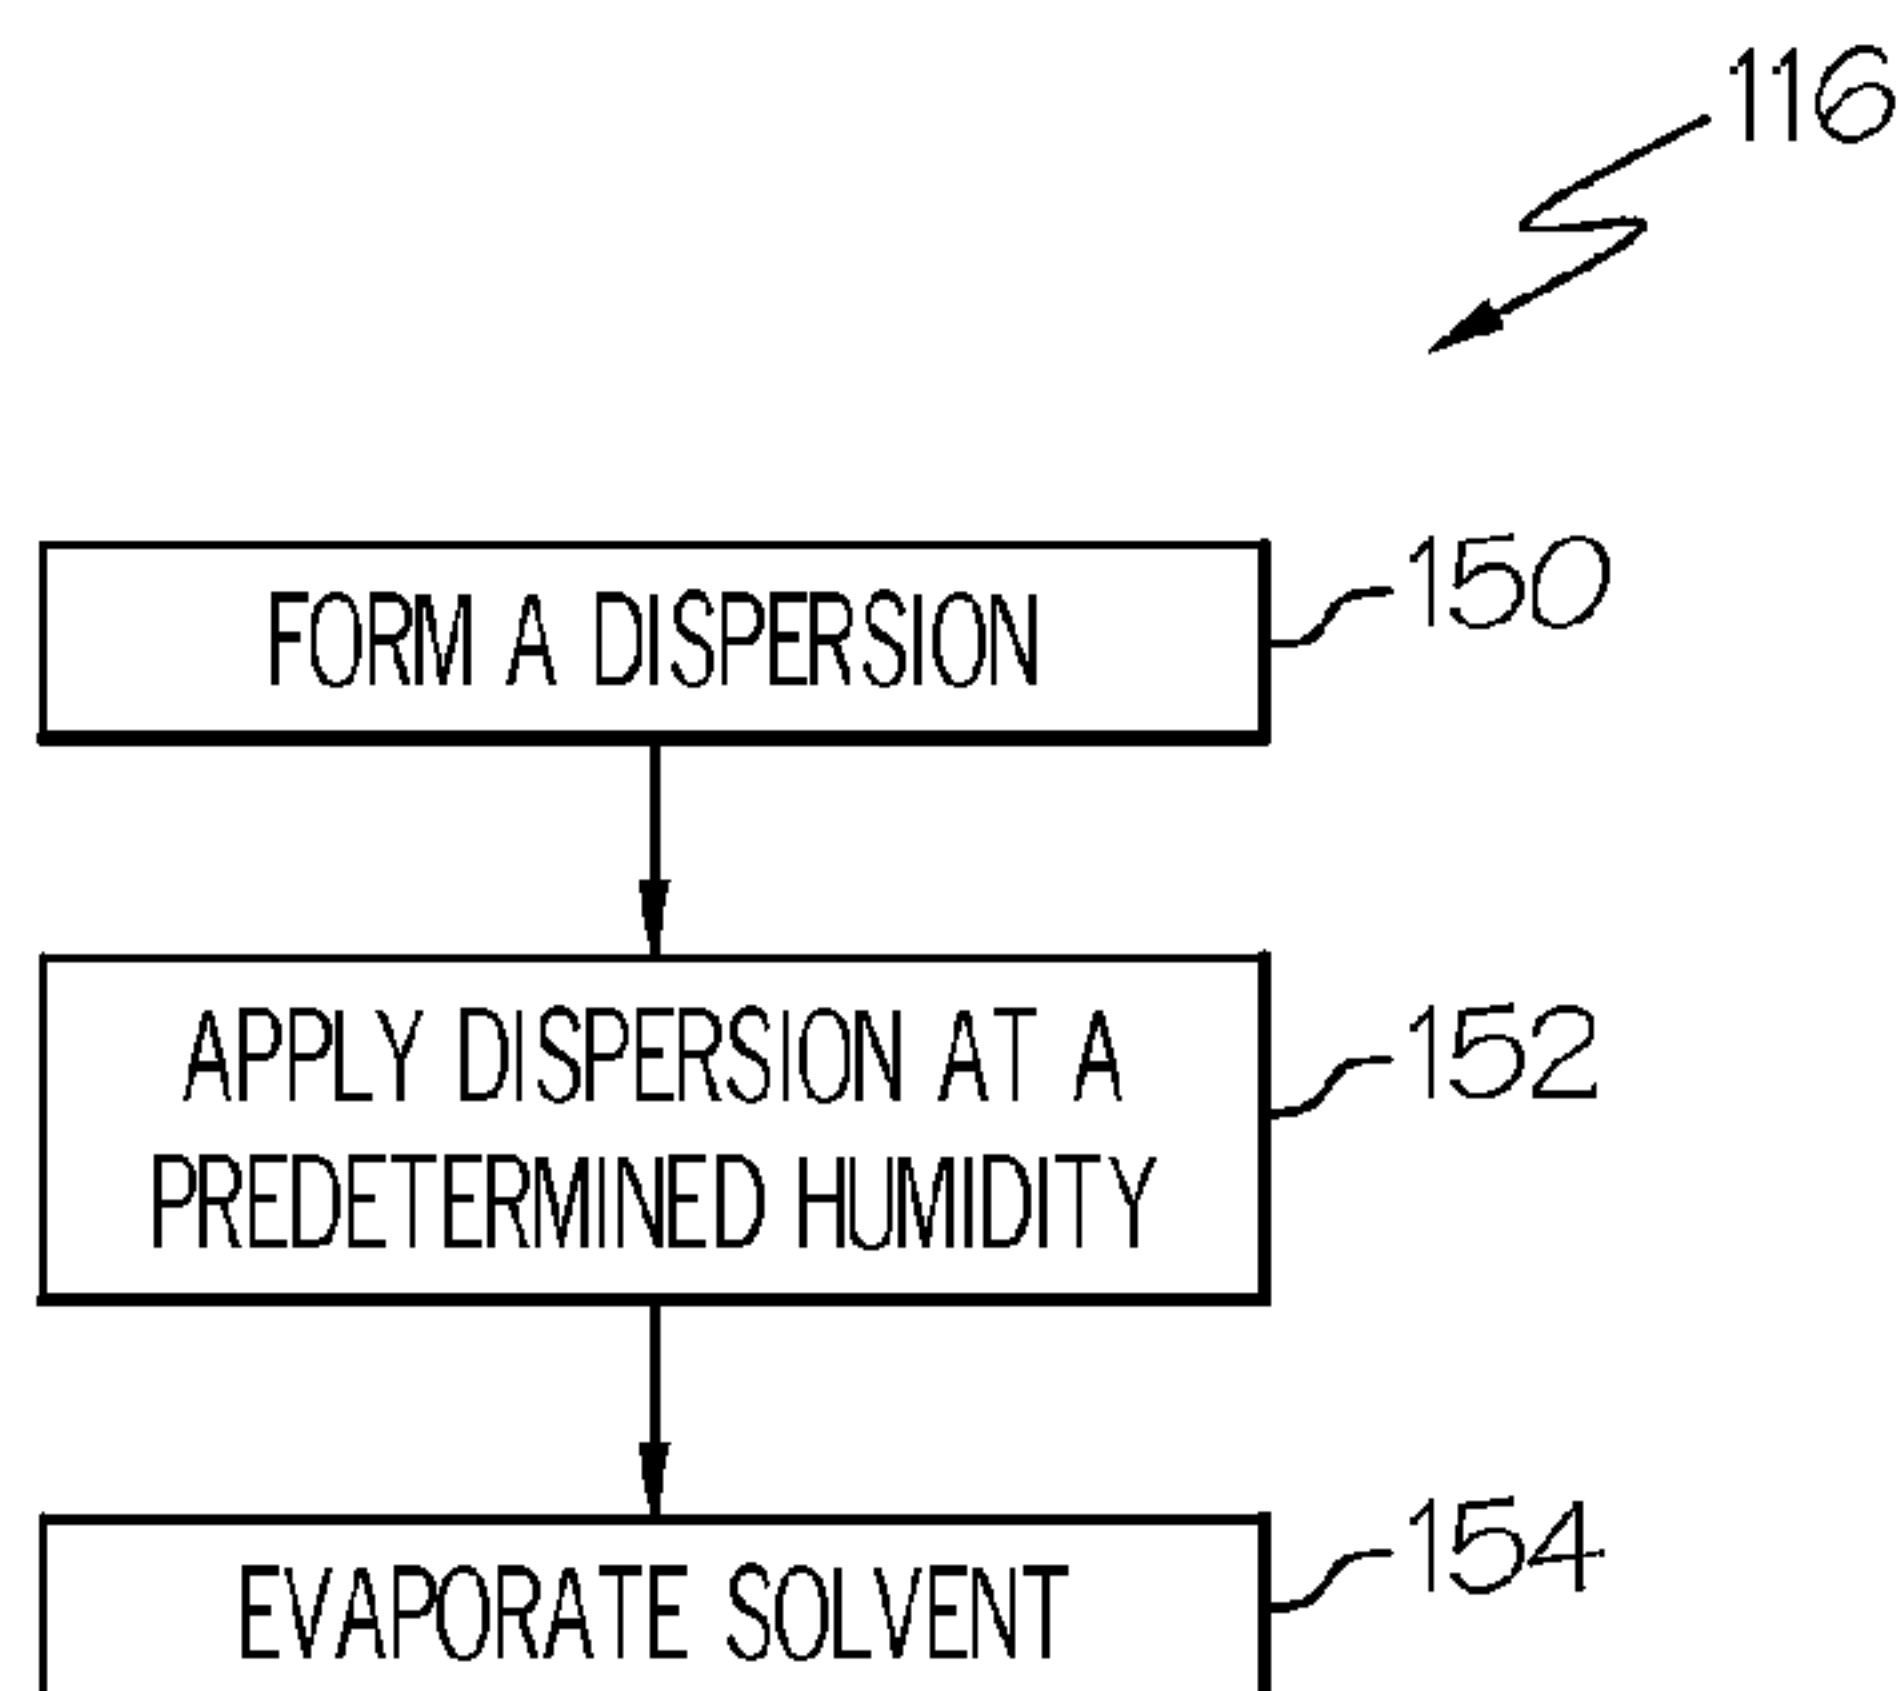 116
FORM A DISPERSION
150
APPLY DISPERSION AT A
PREDETERMINED HUMIDITY
152
EVAPORATE SOLVENT
154